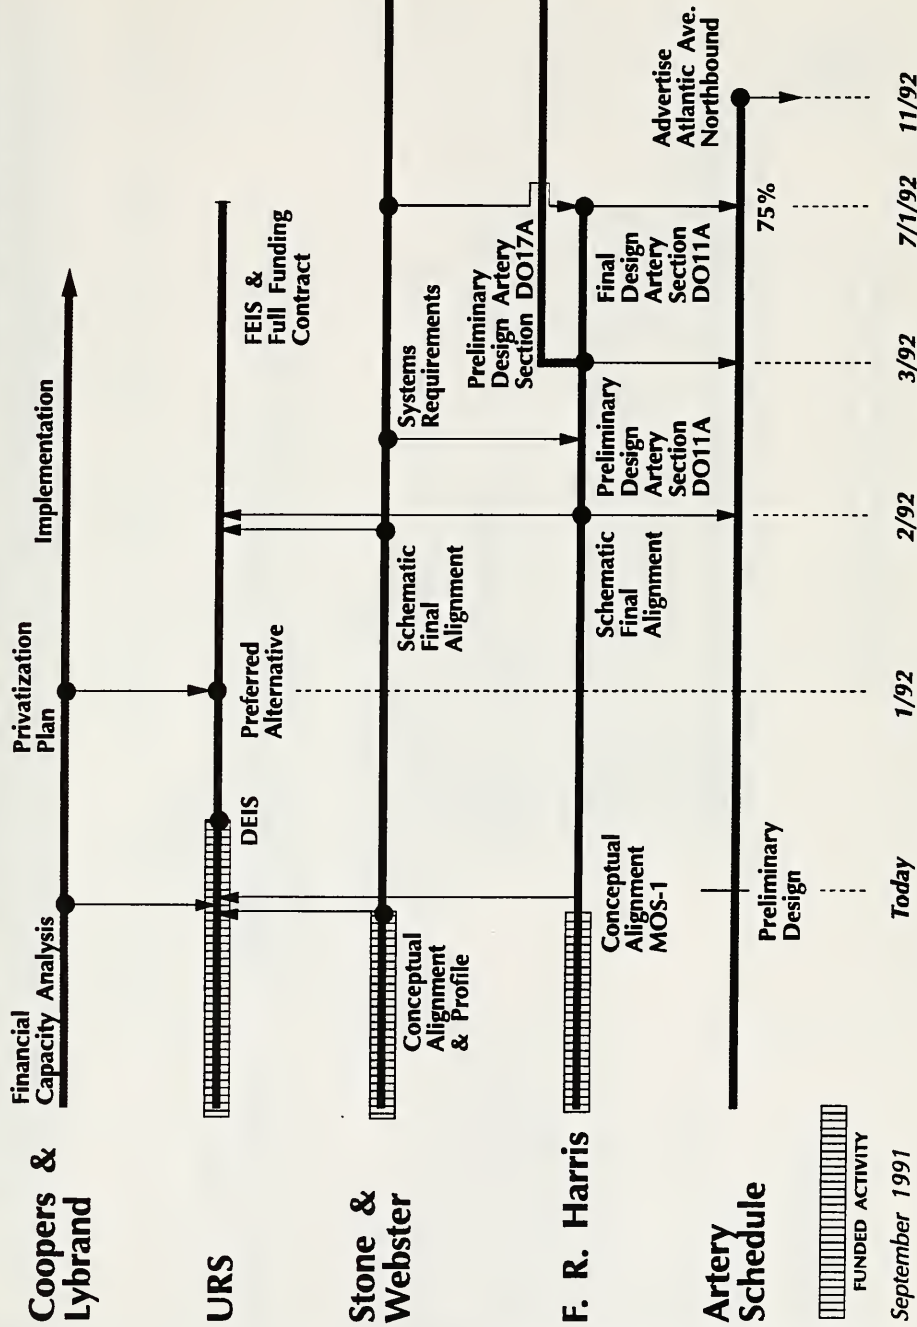 Coopers &
Lybrand
Financial
Capacity Analysis
Privatization
Plan
Implementation
URS
DEIS
Preferred
Alternative
FEIS &
Full Funding
Contract
Stone &
Webster
Conceptual
Alignment
& Profile
Schematic
Final
Alignment
Systems
Requirements
Preliminary
Design Artery
Section DO17A
F. R. Harris
Conceptual
Alignment
MOS-1
Schematic
Final
Alignment
Preliminary
Design
Artery
Section
DO11A
Final
Design
Artery
Section
DO11A
Artery
Schedule
Preliminary
Design
75%
Advertise
Atlantic Ave.
Northbound
FUNDED ACTIVITY
September 1991
Today
1/92
2/92
3/92
7/1/92
11/92